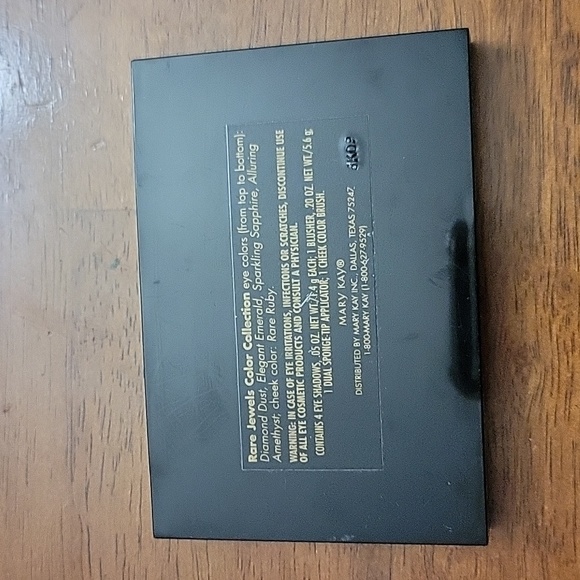 Rare Jewels Color Collection eye colors (from top to bottom):
Diamond Dust, Elegant Emerald, Sparkling Sapphire, Alluring
Amethyst; cheek color: Rare Ruby.
WARNING: IN CASE OF EYE IRRITATIONS, INFECTIONS OR SCRATCHES, DISCONTINUE USE
OF ALL EYE COSMETIC PRODUCTS AND CONSULT A PHYSICIAN.
CONTAINS 4 EYE SHADOWS, .05 OZ. NET WT./1.4 g EACH; 1 BLUSHER, .20 OZ. NET WT./5.6 g;
1 DUAL SPONGE-TIP APPLICATOR; 1 CHEEK COLOR BRUSH.
MARY KAY®
DISTRIBUTED BY MARY KAY INC., DALLAS, TEXAS 75247
1-800-MARY KAY (1-800-627-9529)